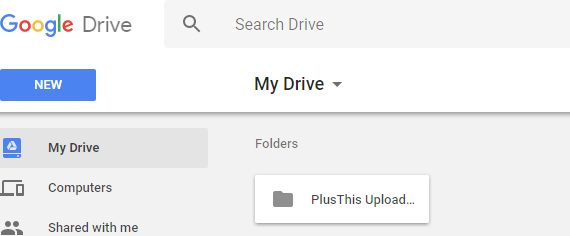 Google Drive
Search Drive
NEW
My Drive
My Drive
Folders
Computers
PlusThis Upload...
Shared with me